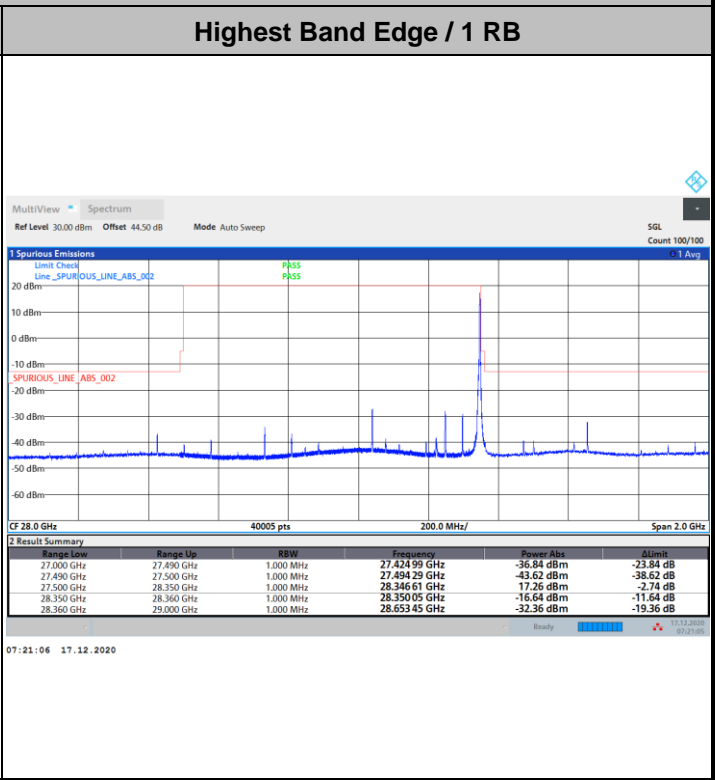 Highest Band Edge / 1 RB
MultiView Spectrum
Ref Level 30.00 dBm Offset 44.50 dB Mode Auto Sweep SGL
Count 100/100
1 Spurious Emissions 1 Avg
Limit Check PASS
Line _SPURIOUS_LINE_ABS_002 PASS
20 dBm
10 dBm
0 dBm
-10 dBm
_SPURIOUS_LINE_ABS_002
-20 dBm
-30 dBm
-40 dBm
-50 dBm
-60 dBm
CF 28.0 GHz 40005 pts 200.0 MHz/ Span 2.0 GHz
2 Result Summary
Range Low Range Up RBW Frequency Power Abs ΔLimit
27.000 GHz 27.490 GHz 1.000 MHz 27.424 99 GHz -36.84 dBm -23.84 dB
27.490 GHz 27.500 GHz 1.000 MHz 27.494 29 GHz -43.62 dBm -38.62 dB
27.500 GHz 28.350 GHz 1.000 MHz 28.346 61 GHz 17.26 dBm -2.74 dB
28.350 GHz 28.360 GHz 1.000 MHz 28.350 05 GHz -16.64 dBm -11.64 dB
28.360 GHz 29.000 GHz 1.000 MHz 28.653 45 GHz -32.36 dBm -19.36 dB
Ready 17.12.2020
07:21:05
07:21:06 17.12.2020